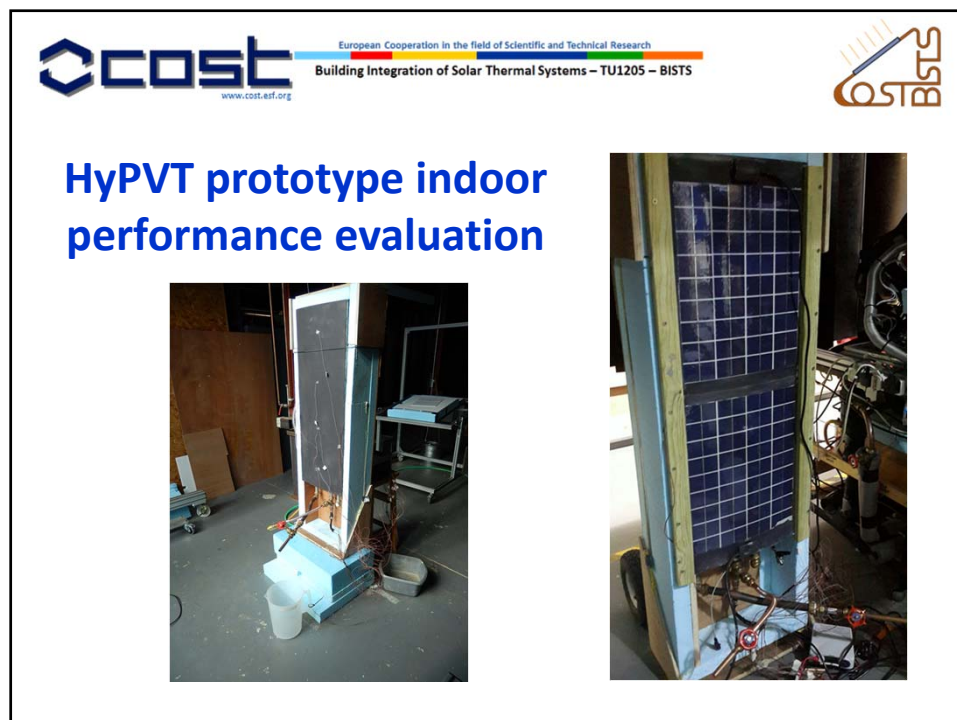 cost
www.cost.esf.org
European Cooperation in the field of Scientific and Technical Research
Building Integration of Solar Thermal Systems – TU1205 – BISTS
COST BISTS
HyPVT prototype indoor
performance evaluation